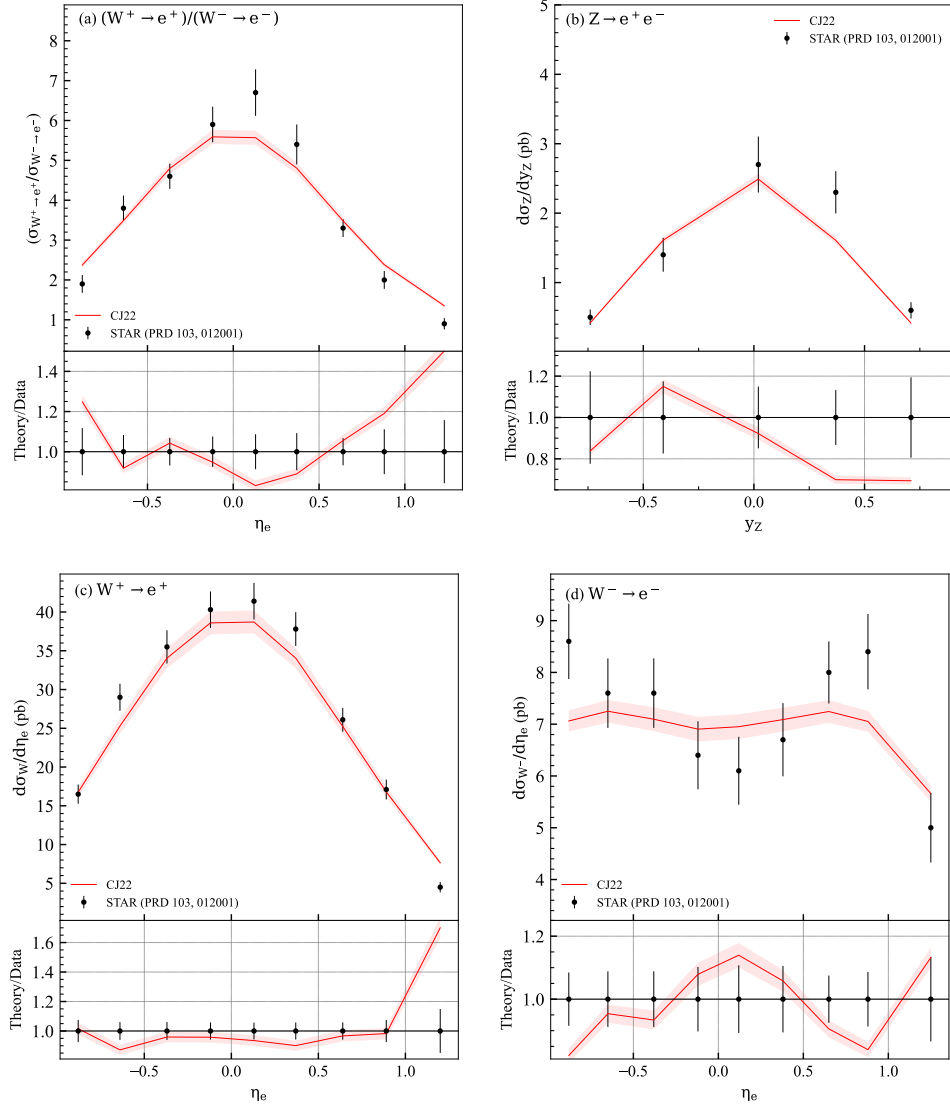 (a) (W⁺ → e⁺)/(W⁻ → e⁻)
(σ_{W⁺→e⁺}/σ_{W⁻→e⁻})
8
7
6
5
4
3
2
1
CJ22
STAR (PRD 103, 012001)
Theory/Data
1.4
1.2
1.0
−0.5
0.0
0.5
1.0
η_e
(b) Z → e⁺ e⁻
CJ22
STAR (PRD 103, 012001)
dσ_Z/dy_Z (pb)
5
4
3
2
1
Theory/Data
1.2
1.0
0.8
−0.5
0.0
0.5
y_Z
(c) W⁺ → e⁺
dσ_W/dη_e (pb)
40
35
30
25
20
15
10
5
CJ22
STAR (PRD 103, 012001)
Theory/Data
1.6
1.4
1.2
1.0
−0.5
0.0
0.5
1.0
η_e
(d) W⁻ → e⁻
dσ_{W⁻}/dη_e (pb)
9
8
7
6
5
4
CJ22
STAR (PRD 103, 012001)
Theory/Data
1.2
1.0
−0.5
0.0
0.5
1.0
η_e